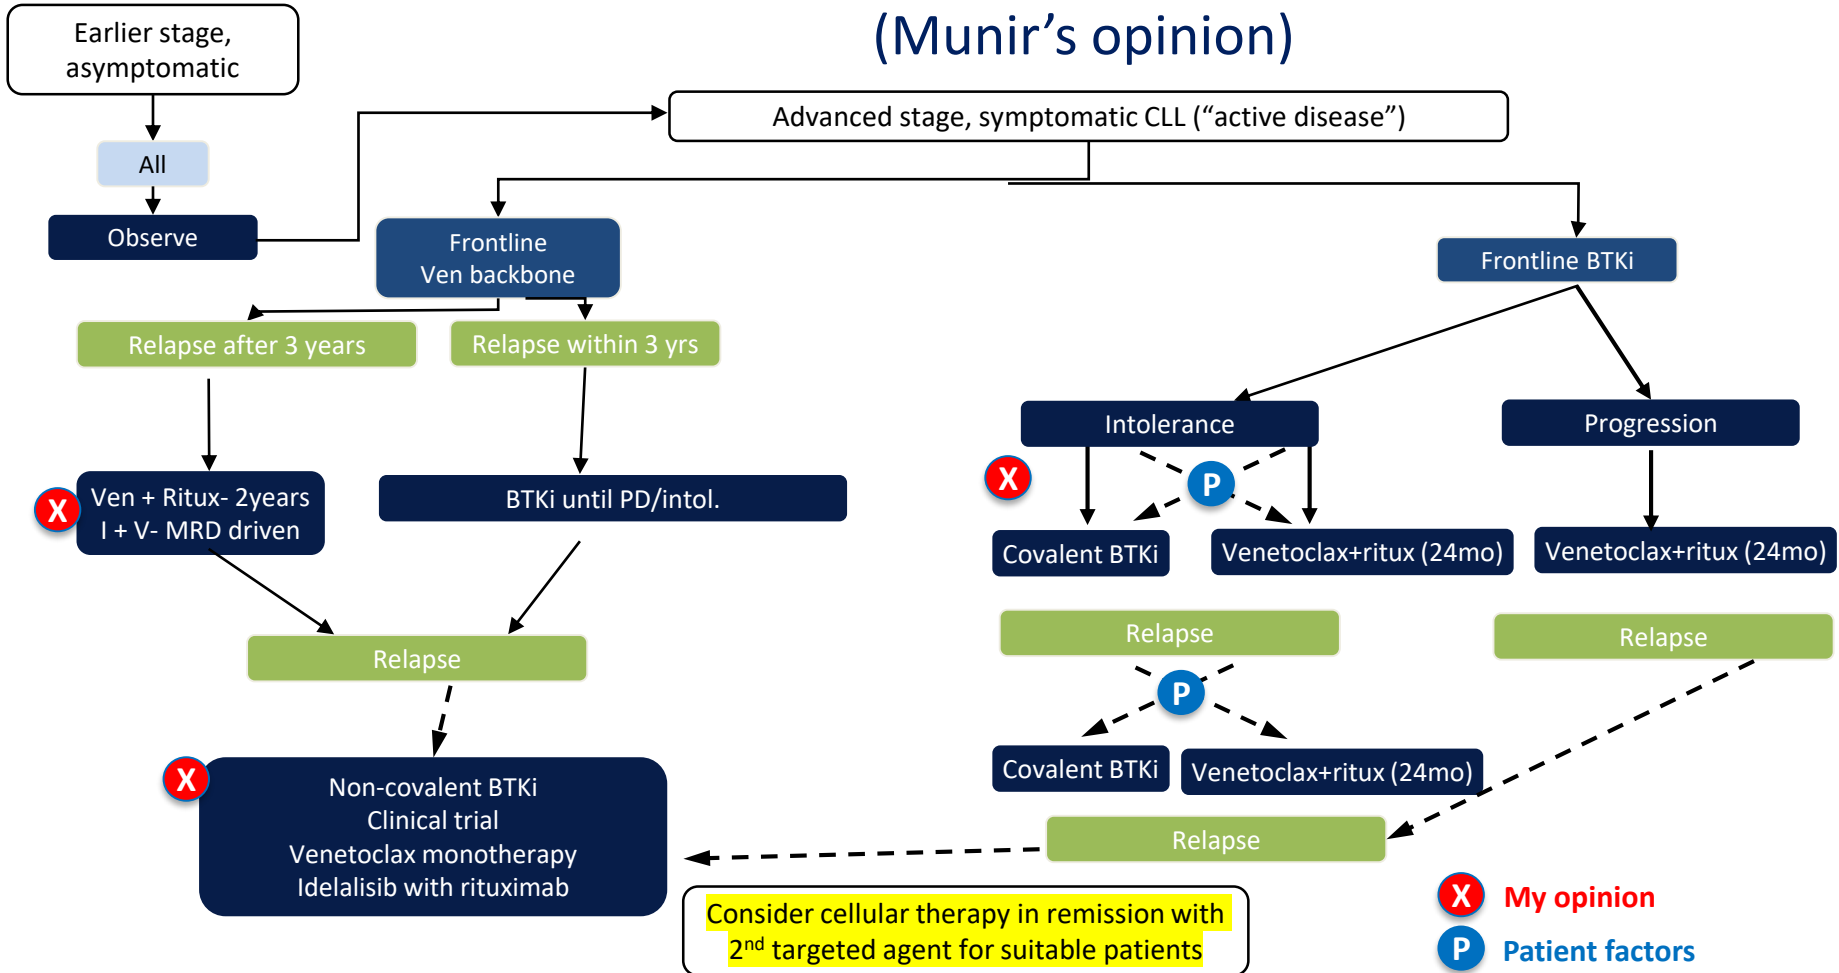 (Munir’s opinion)
Earlier stage,
asymptomatic
All
Observe
Advanced stage, symptomatic CLL (“active disease”)
Frontline
Ven backbone
Frontline BTKi
Relapse after 3 years
Relapse within 3 yrs
Intolerance
Progression
X
Ven + Ritux- 2years
I + V- MRD driven
BTKi until PD/intol.
X
P
Covalent BTKi
Venetoclax+ritux (24mo)
Venetoclax+ritux (24mo)
Relapse
Relapse
Relapse
P
Covalent BTKi
Venetoclax+ritux (24mo)
X
Non-covalent BTKi
Clinical trial
Venetoclax monotherapy
Idelalisib with rituximab
Relapse
Consider cellular therapy in remission with
2nd targeted agent for suitable patients
X My opinion
P Patient factors